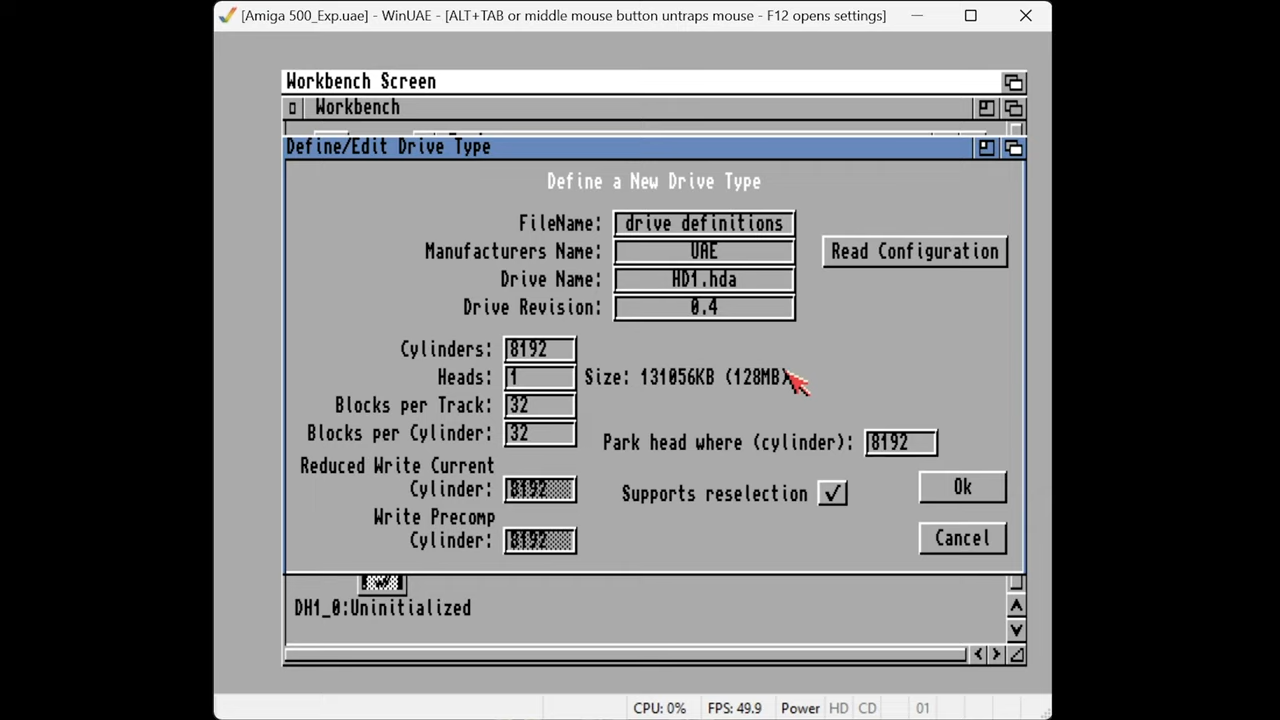 [Amiga 500_Exp.uae] - WinUAE - [ALT+TAB or middle mouse button untraps mouse - F12 opens settings]
Workbench Screen
Workbench
Define/Edit Drive Type
Define a New Drive Type
FileName: drive definitions
Manufacturers Name: UAE
Read Configuration
Drive Name: HD1.hda
Drive Revision: 0.4
Cylinders: 8192
Heads: 1 Size: 131056KB (128MB)
Blocks per Track: 32
Blocks per Cylinder: 32
Park head where (cylinder): 8192
Reduced Write Current
Cylinder: 8192
Supports reselection
Ok
Write Precomp
Cylinder: 8192
Cancel
DH1_0:Uninitialized
CPU: 0% FPS: 49.9 Power HD CD 01